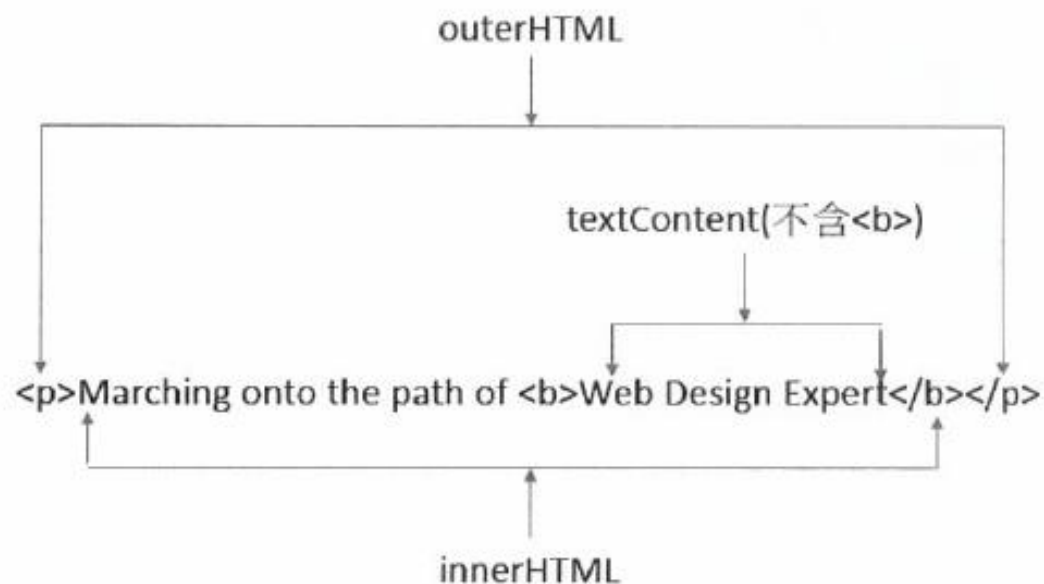 outerHTML
textContent(不含<b>)
<p>Marching onto the path of <b>Web Design Expert</b></p>
innerHTML